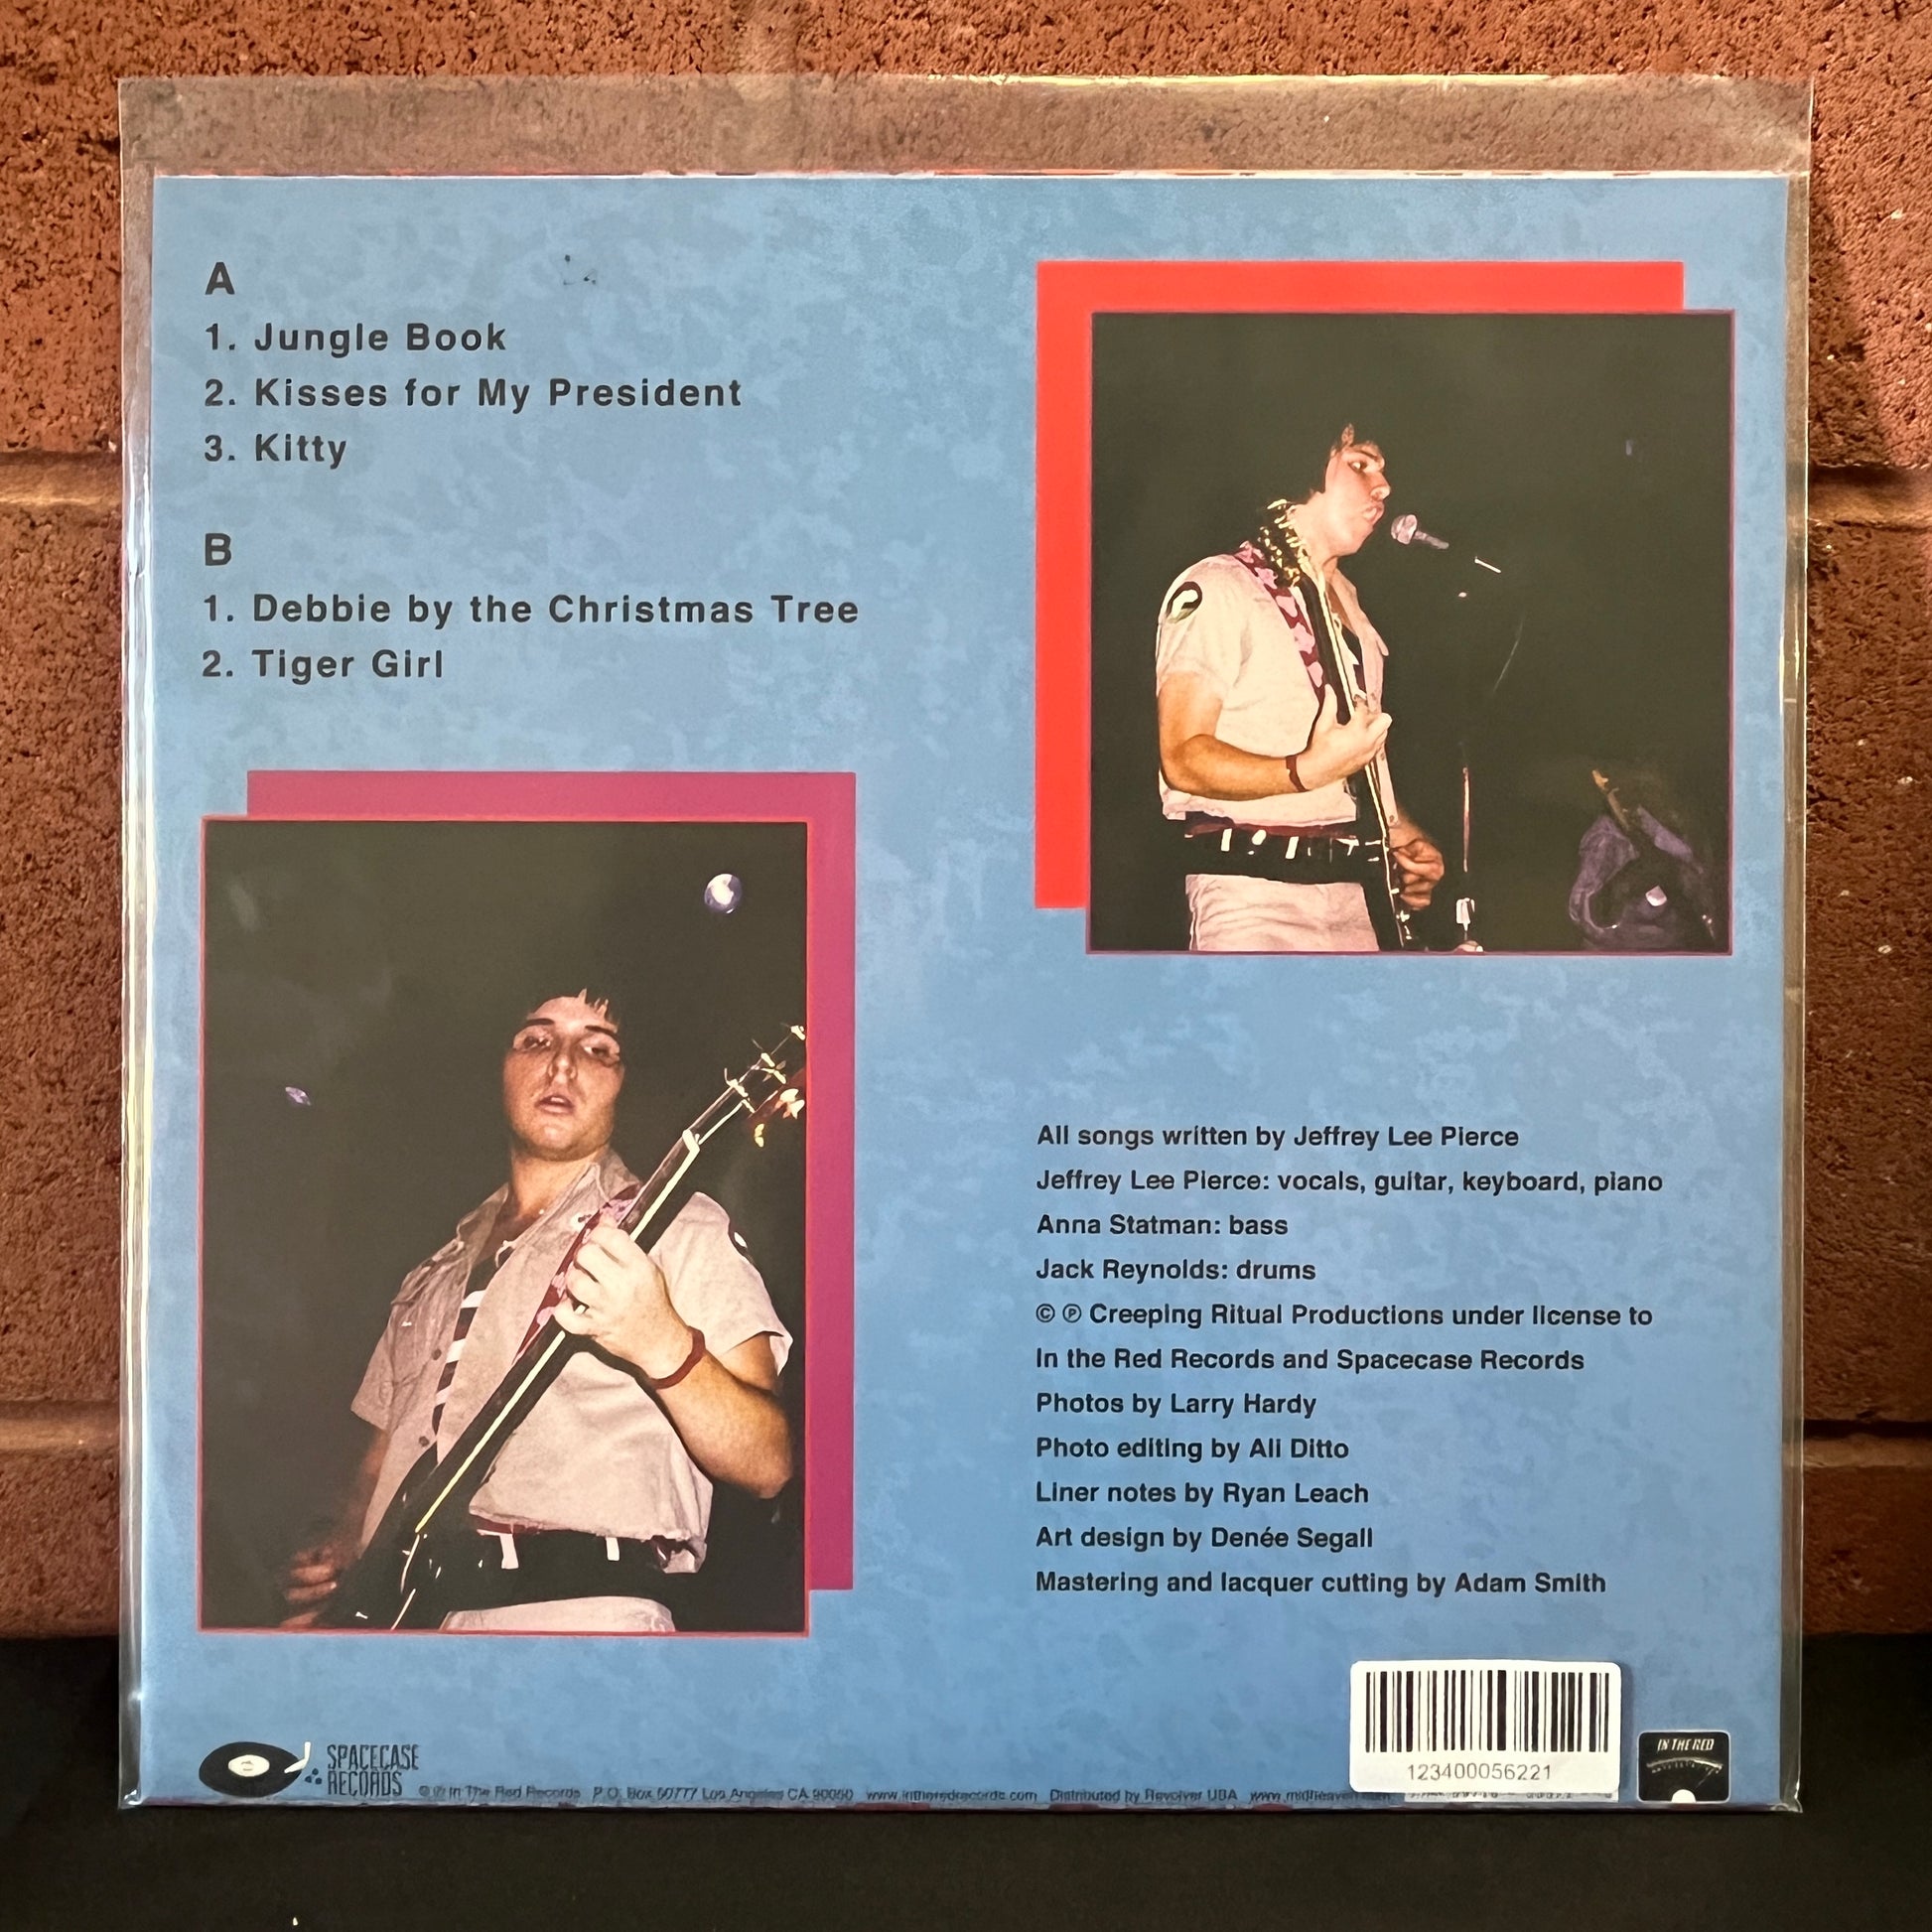 A
1. Jungle Book
2. Kisses for My President
3. Kitty
B
1. Debbie by the Christmas Tree
2. Tiger Girl
All songs written by Jeffrey Lee Pierce
Jeffrey Lee Pierce: vocals, guitar, keyboard, piano
Anna Statman: bass
Jack Reynolds: drums
© ℗ Creeping Ritual Productions under license to
In the Red Records and Spacecase Records
Photos by Larry Hardy
Photo editing by Ali Ditto
Liner notes by Ryan Leach
Art design by Denée Segall
Mastering and lacquer cutting by Adam Smith
123400056221
IN THE RED
SPACECASE
RECORDS
© ℗ In The Red Records P.O. Box 50777 Los Angeles CA 90050 www.intheredrecords.com Distributed by Revolver USA